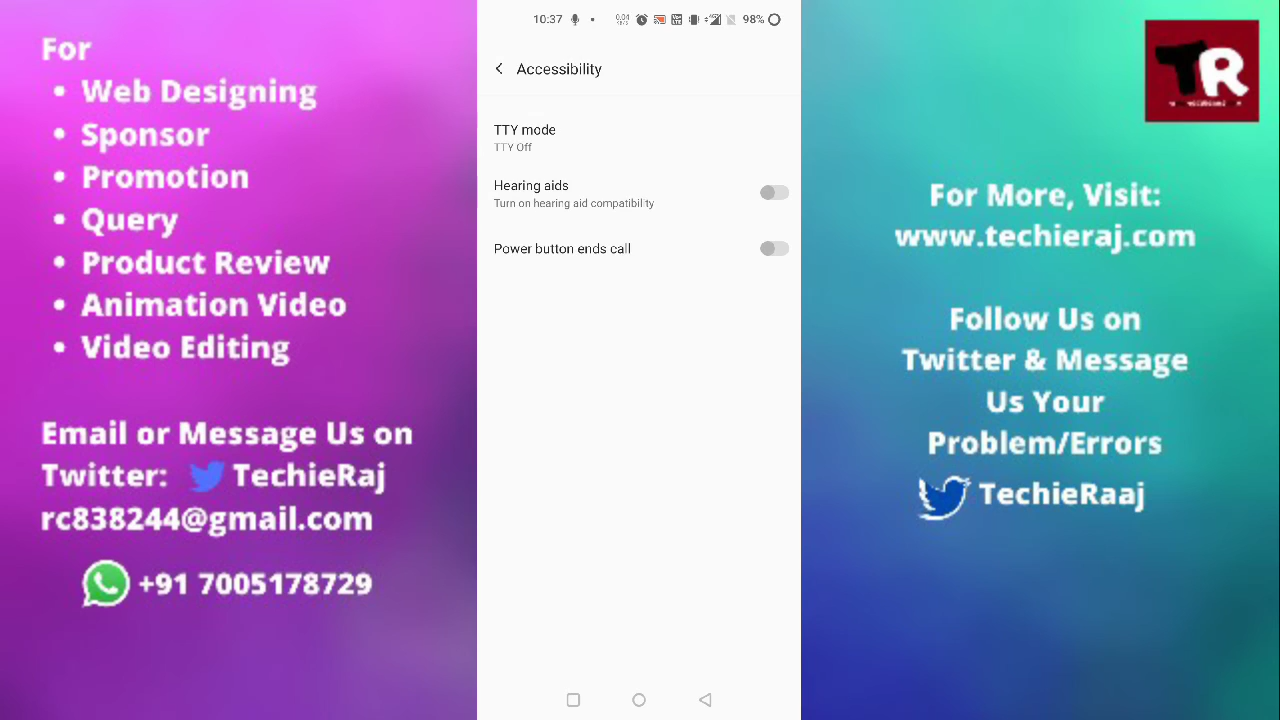 For
• Web Designing
• Sponsor
• Promotion
• Query
• Product Review
• Animation Video
• Video Editing
Email or Message Us on
Twitter: TechieRaj
rc838244@gmail.com
+91 7005178729
10:37
98%
Accessibility
TTY mode
TTY Off
Hearing aids
Turn on hearing aid compatibility
Power button ends call
TR
For More, Visit:
www.techieraj.com
Follow Us on
Twitter & Message
Us Your
Problem/Errors
TechieRaaj